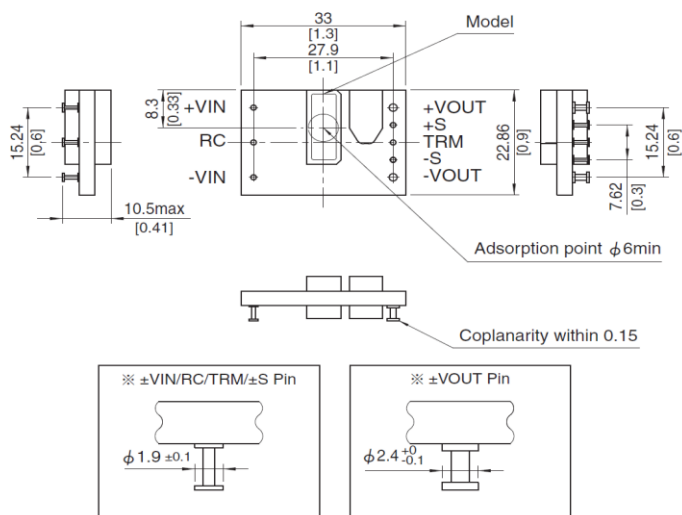 33
[1.3]
Model
27.9
[1.1]
8.3
[0.33]
+VIN
RC
-VIN
+VOUT
+S
TRM
-S
-VOUT
22.86
[0.9]
15.24
[0.6]
15.24
[0.6]
7.62
[0.3]
10.5max
[0.41]
Adsorption point φ6min
Coplanarity within 0.15
※ ±VIN/RC/TRM/±S Pin
φ1.9 ±0.1
※ ±VOUT Pin
φ2.4 +0 -0.1